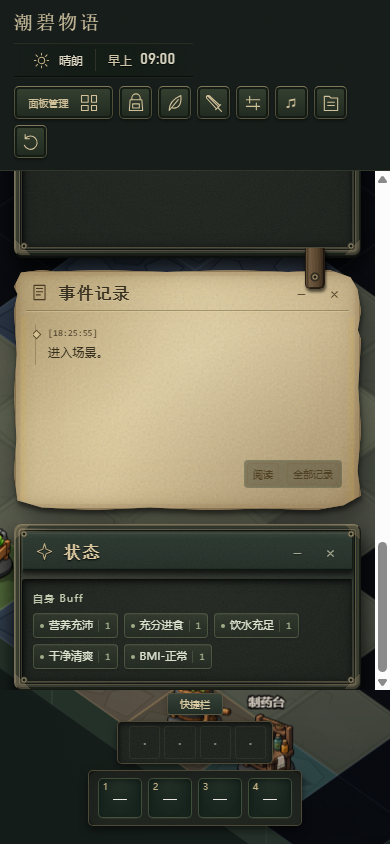 潮碧物语
晴朗 早上 09:00
面板管理
事件记录
[18:25:55]
进入场景。
阅读 全部记录
状态
自身 Buff
营养充沛 1 充分进食 1 饮水充足 1
干净清爽 1 BMI-正常 1
快捷栏 制药台
1 2 3 4